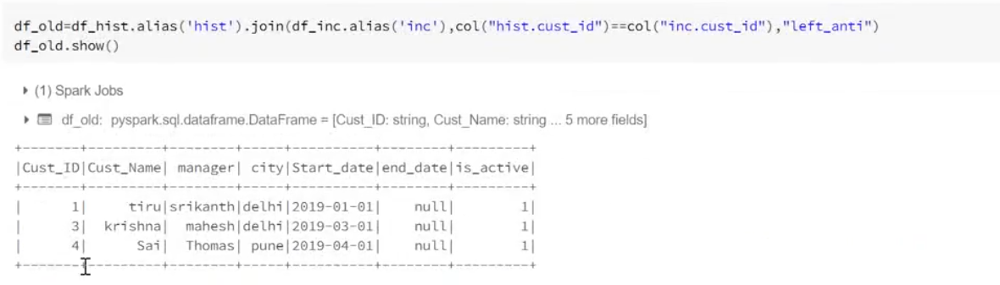 df_old=df_hist.alias('hist').join(df_inc.alias('inc'),col("hist.cust_id")==col("inc.cust_id"),"left_anti")
df_old.show()
(1) Spark Jobs
df_old: pyspark.sql.dataframe.DataFrame = [Cust_ID: string, Cust_Name: string ... 5 more fields]
+-------+---------+--------+-----+----------+--------+---------+
|Cust_ID|Cust_Name| manager| city|Start_date|end_date|is_active|
+-------+---------+--------+-----+----------+--------+---------+
|      1|     tiru|srikanth|delhi|2019-01-01|    null|        1|
|      3|  krishna|  mahesh|delhi|2019-03-01|    null|        1|
|      4|      Sai|  Thomas| pune|2019-04-01|    null|        1|
+-------+---------+--------+-----+----------+--------+---------+